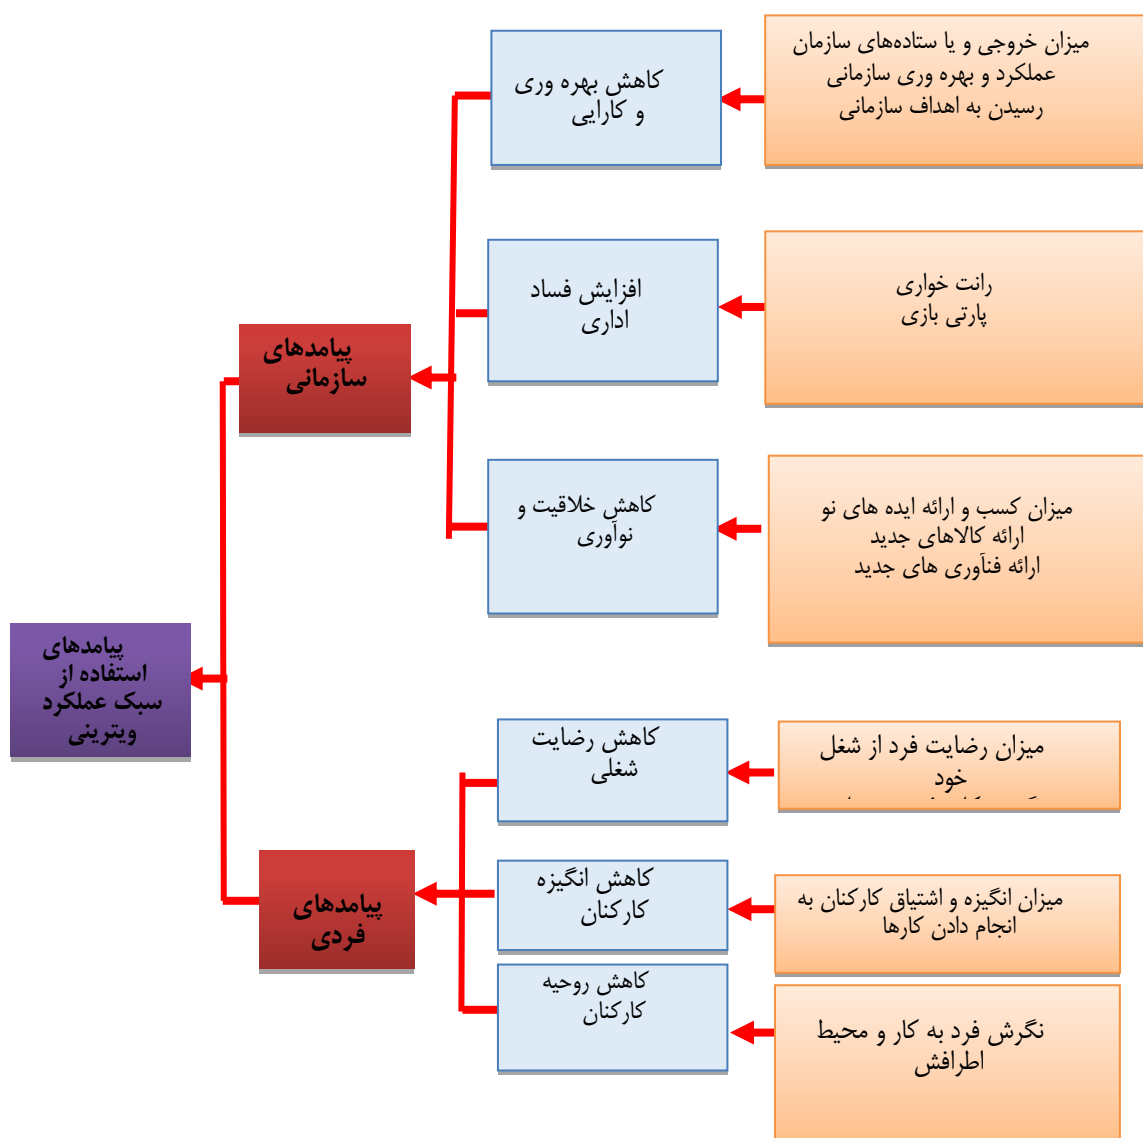 میزان خروجی و یا ستاده‌های سازمان
عملکرد و بهره وری سازمانی
رسیدن به اهداف سازمانی
کاهش بهره وری
و کارایی
رانت خواری
پارتی بازی
افزایش فساد
اداری
پیامدهای
سازمانی
میزان کسب و ارائه ایده های نو
ارائه کالاهای جدید
ارائه فنآوری های جدید
کاهش خلاقیت و
نوآوری
پیامدهای
استفاده از
سبک عملکرد
ویترینی
میزان رضایت فرد از شغل
خود
کاهش رضایت
شغلی
میزان انگیزه و اشتیاق کارکنان به
انجام دادن کارها
کاهش انگیزه
کارکنان
پیامدهای
فردی
نگرش فرد به کار و محیط
اطرافش
کاهش روحیه
کارکنان